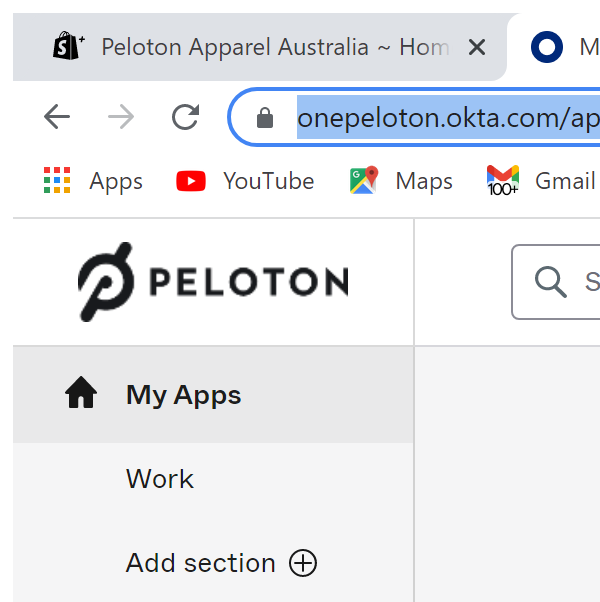 Peloton Apparel Australia ~ Hom
M
onepeloton.okta.com/ap
Apps YouTube Maps 100+ Gmail
PELOTON
S
My Apps
Work
Add section